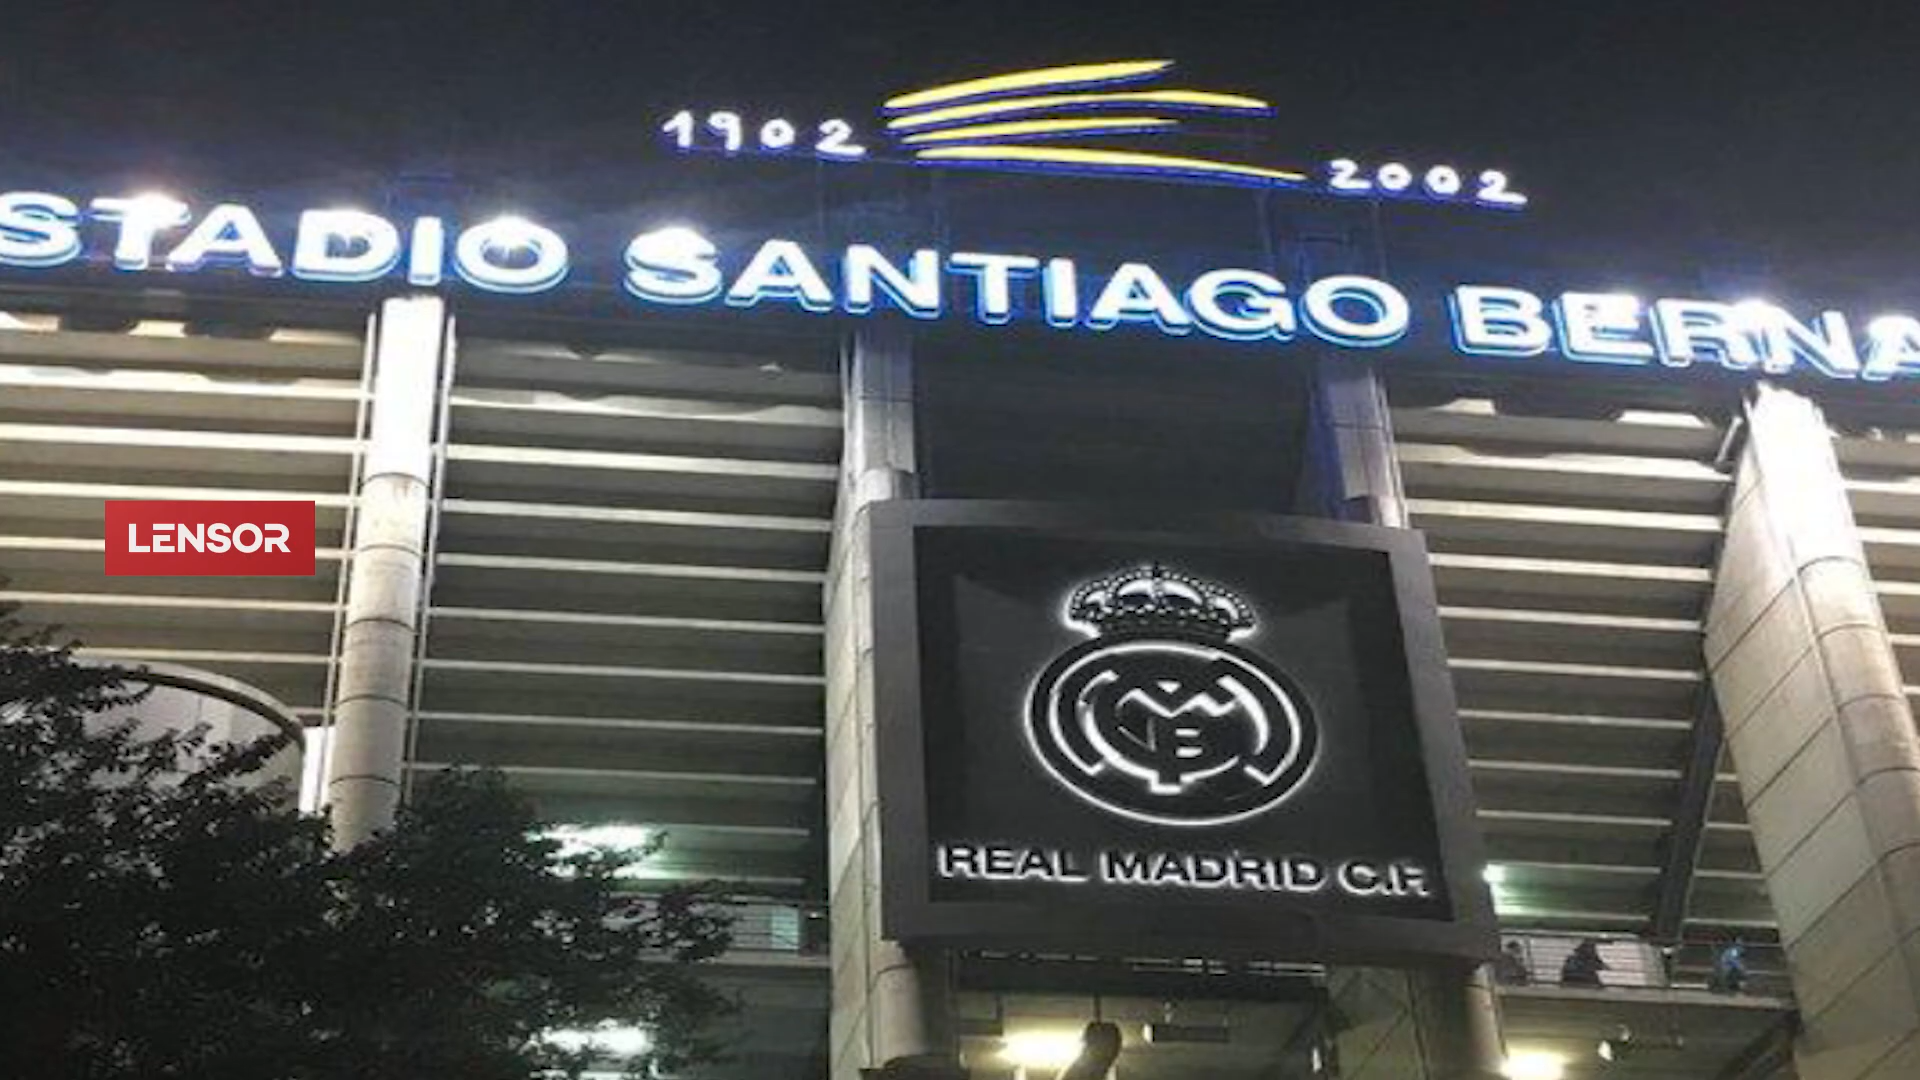 1902 2002
STADIO SANTIAGO BERNA
LENSOR
REAL MADRID C.F.